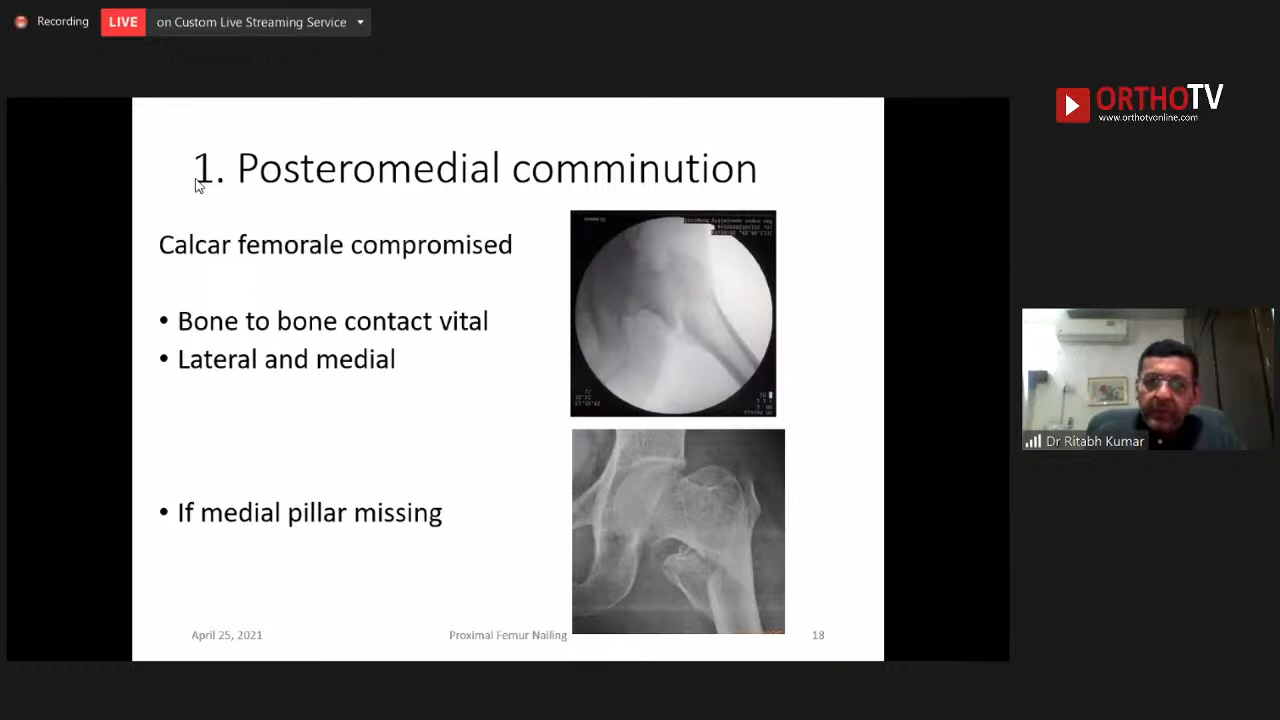 Recording
LIVE on Custom Live Streaming Service
ORTHOTV
www.orthotvonline.com
1. Posteromedial comminution
Calcar femorale compromised
• Bone to bone contact vital
• Lateral and medial
• If medial pillar missing
Dr Ritabh Kumar
April 25, 2021
Proximal Femur Nailing
18